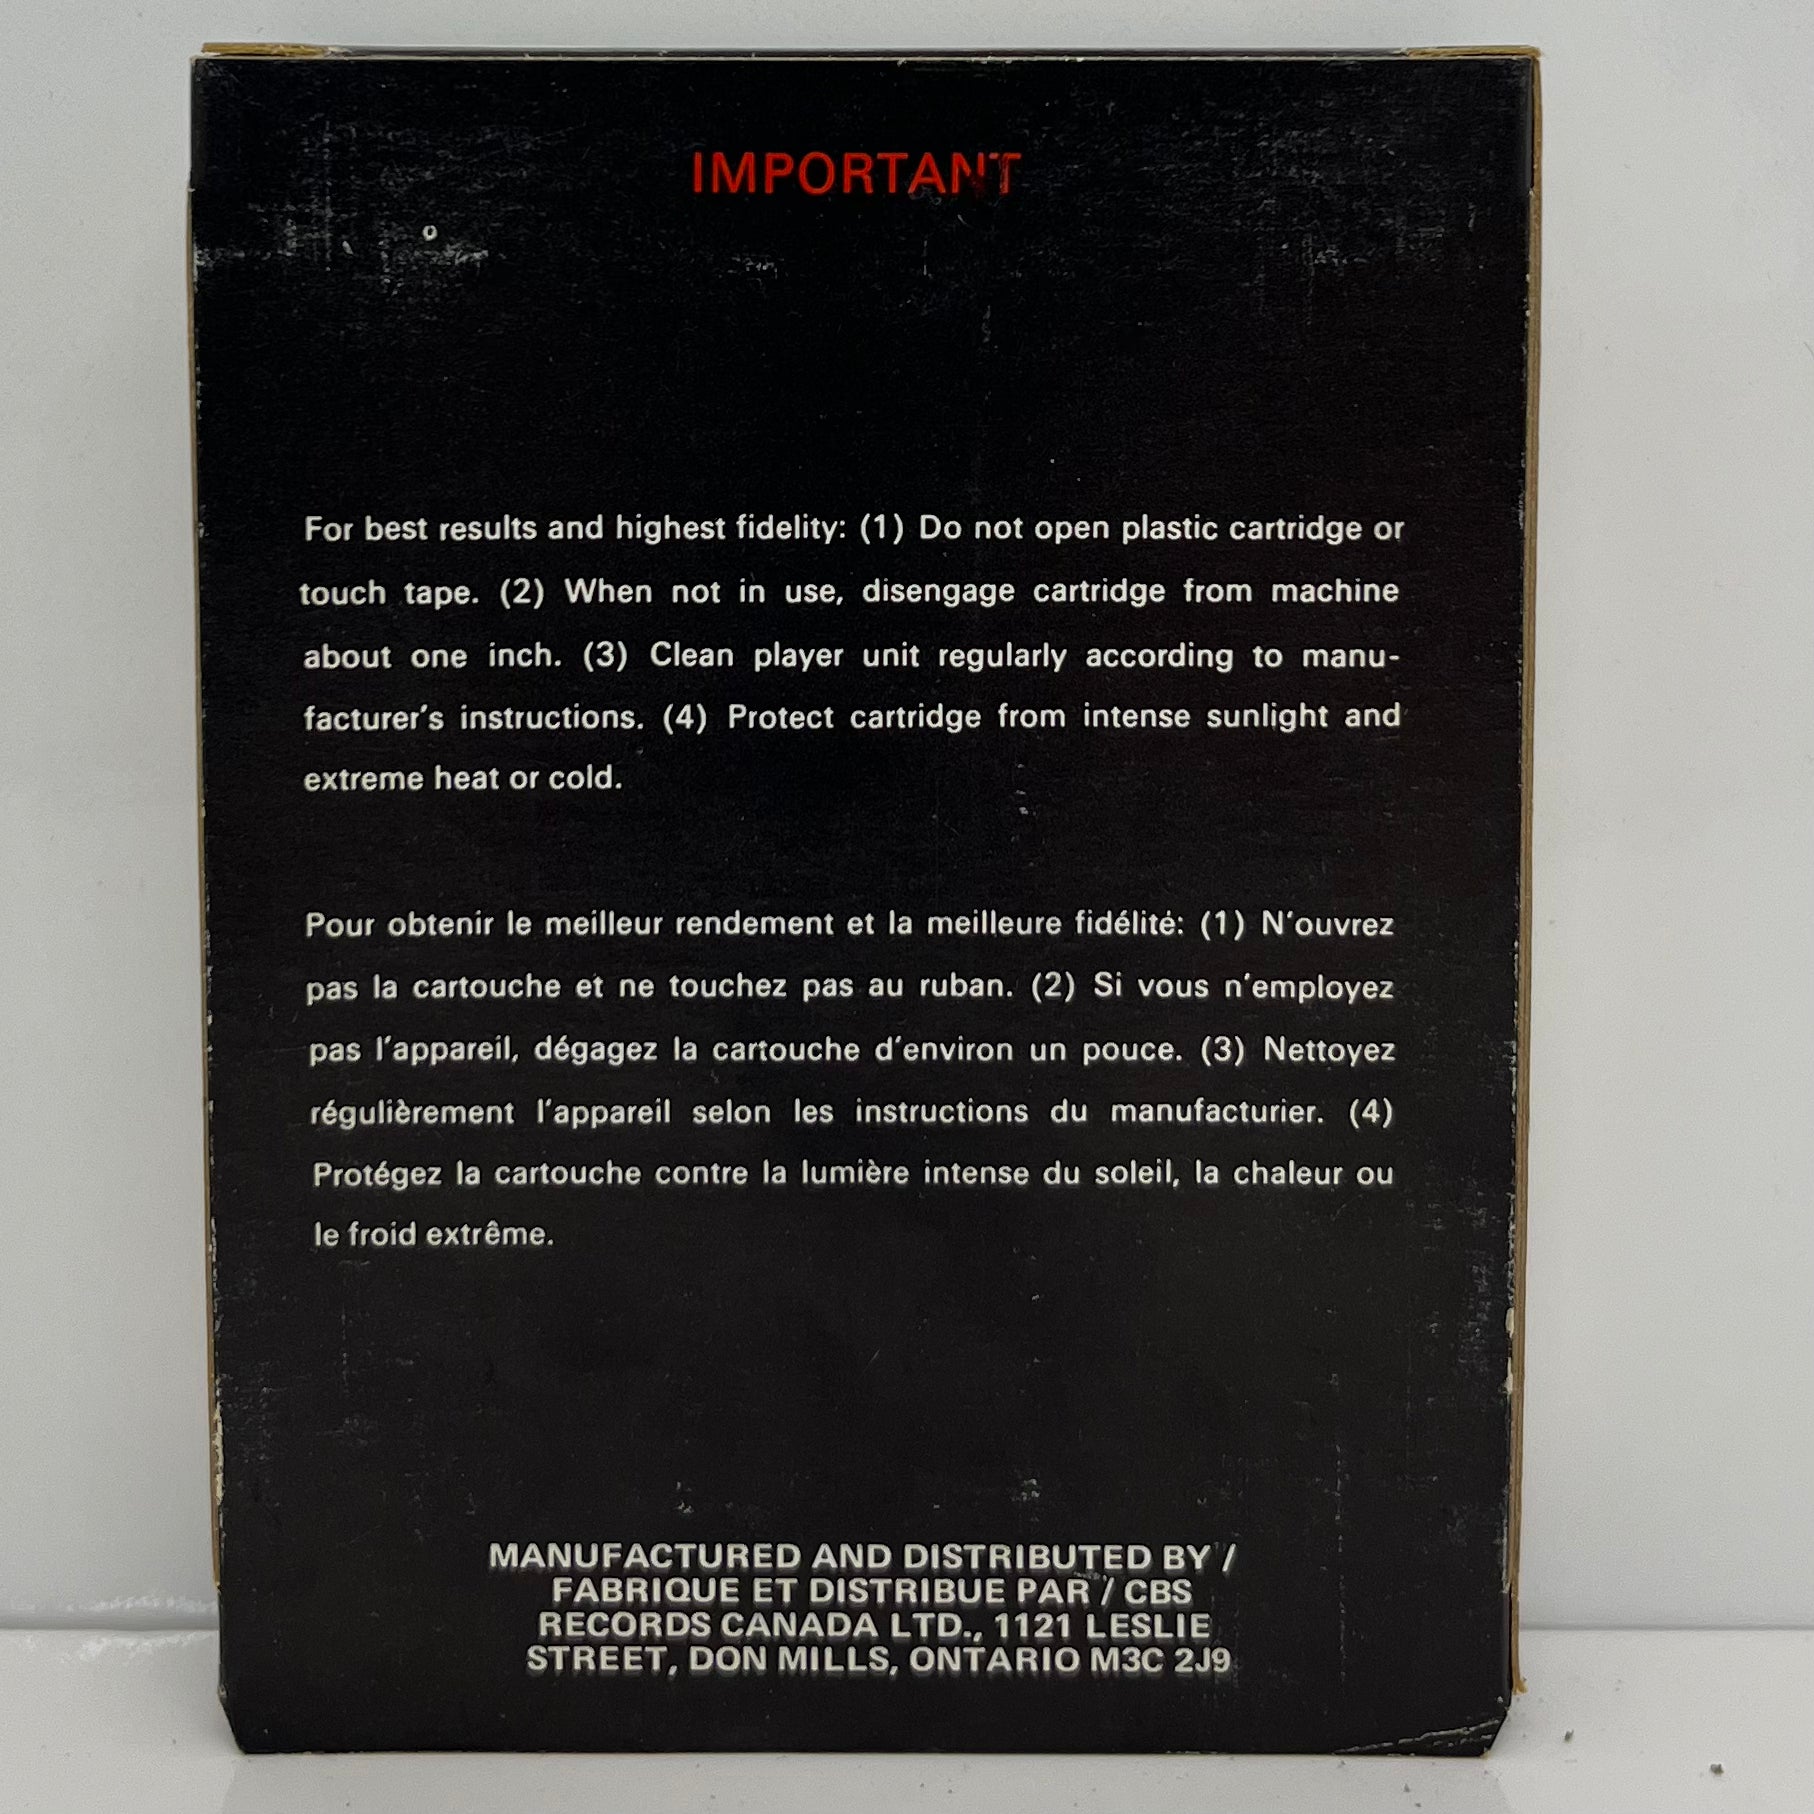 IMPORTANT
For best results and highest fidelity: (1) Do not open plastic cartridge or
touch tape. (2) When not in use, disengage cartridge from machine
about one inch. (3) Clean player unit regularly according to manu-
facturer's instructions. (4) Protect cartridge from intense sunlight and
extreme heat or cold.
Pour obtenir le meilleur rendement et la meilleure fidélité: (1) N'ouvrez
pas la cartouche et ne touchez pas au ruban. (2) Si vous n'employez
pas l'appareil, dégagez la cartouche d'environ un pouce. (3) Nettoyez
régulièrement l'appareil selon les instructions du manufacturier. (4)
Protégez la cartouche contre la lumière intense du soleil, la chaleur ou
le froid extrême.
MANUFACTURED AND DISTRIBUTED BY /
FABRIQUE ET DISTRIBUE PAR / CBS
RECORDS CANADA LTD., 1121 LESLIE
STREET, DON MILLS, ONTARIO M3C 2J9